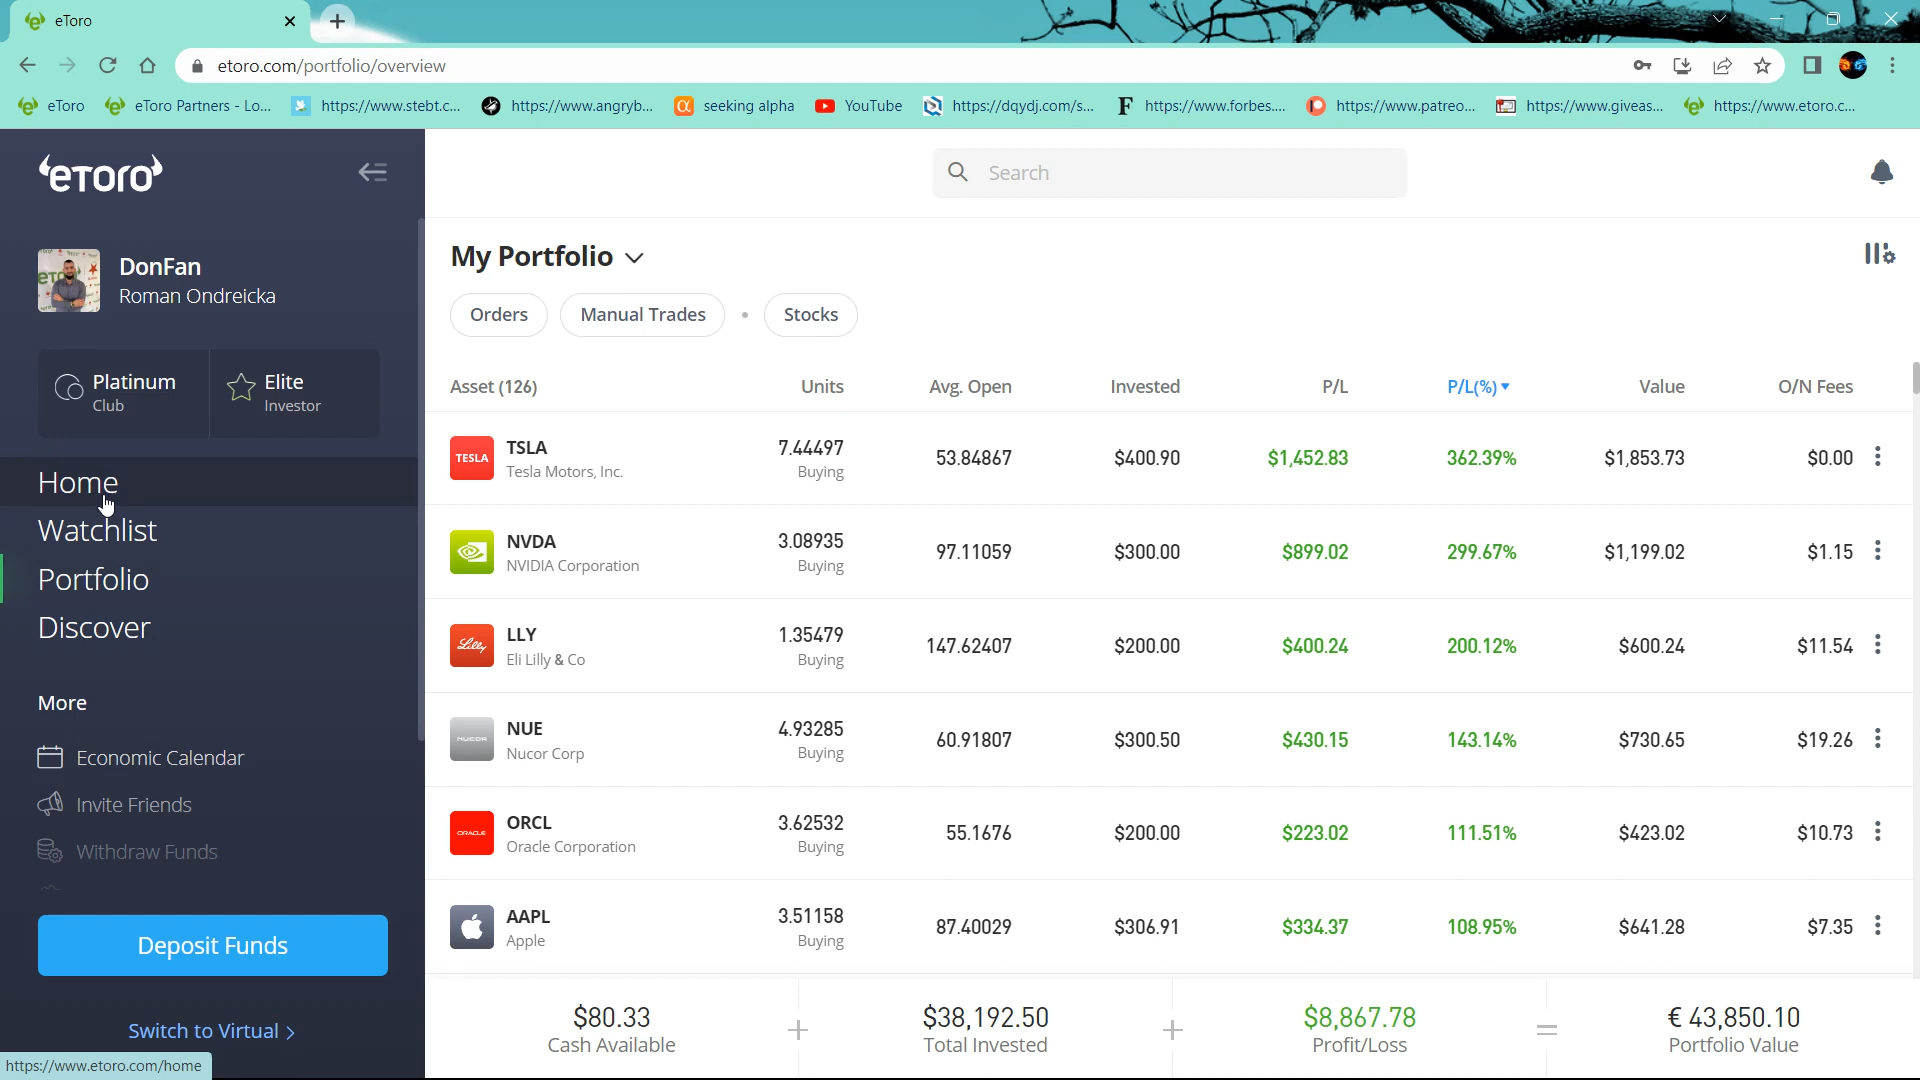 eToro
etoro.com/portfolio/overview
eToro
eToro Partners - Lo...
https://www.stebt.c...
https://www.angryb...
seeking alpha
YouTube
https://dqydj.com/s...
https://www.forbes....
https://www.patreo...
https://www.giveas...
https://www.etoro.c...
eToro
Search
DonFan
Roman Ondreicka
Platinum
Club
Elite
Investor
Home
Watchlist
Portfolio
Discover
More
Economic Calendar
Invite Friends
Withdraw Funds
Deposit Funds
Switch to Virtual >
https://www.etoro.com/home
My Portfolio
Orders
Manual Trades
Stocks
Asset (126) Units Avg. Open Invested P/L P/L(%) Value O/N Fees
TESLA TSLA 7.44497 53.84867 $400.90 $1,452.83 362.39% $1,853.73 $0.00
Tesla Motors, Inc. Buying
NVDA 3.08935 97.11059 $300.00 $899.02 299.67% $1,199.02 $1.15
NVIDIA Corporation Buying
Lilly LLY 1.35479 147.62407 $200.00 $400.24 200.12% $600.24 $11.54
Eli Lilly & Co Buying
NUCOR NUE 4.93285 60.91807 $300.50 $430.15 143.14% $730.65 $19.26
Nucor Corp Buying
ORACLE ORCL 3.62532 55.1676 $200.00 $223.02 111.51% $423.02 $10.73
Oracle Corporation Buying
AAPL 3.51158 87.40029 $306.91 $334.37 108.95% $641.28 $7.35
Apple Buying
$80.33 + $38,192.50 + $8,867.78 = € 43,850.10
Cash Available Total Invested Profit/Loss Portfolio Value